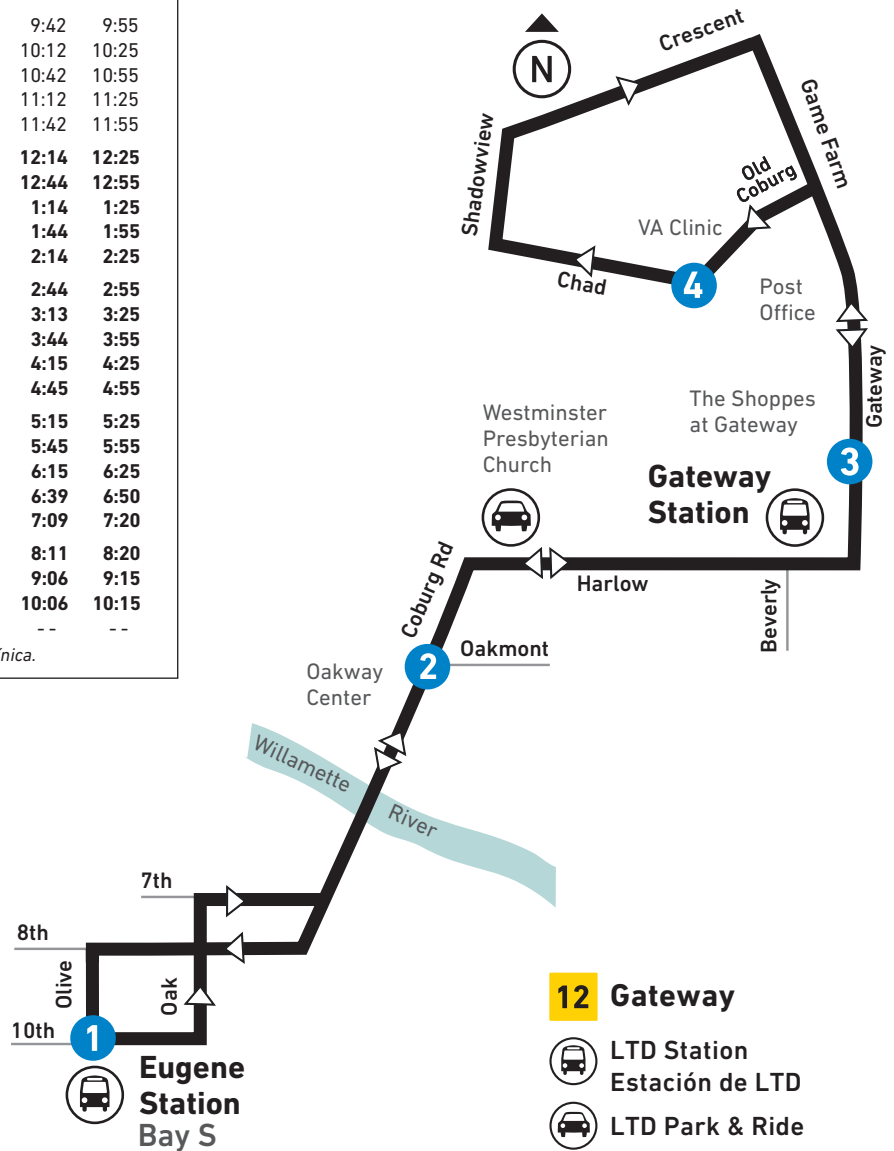 9:42 9:55
10:12 10:25
10:42 10:55
11:12 11:25
11:42 11:55
12:14 12:25
12:44 12:55
1:14 1:25
1:44 1:55
2:14 2:25
2:44 2:55
3:13 3:25
3:44 3:55
4:15 4:25
4:45 4:55
5:15 5:25
5:45 5:55
6:15 6:25
6:39 6:50
7:09 7:20
8:11 8:20
9:06 9:15
10:06 10:15
-- --
nica.
N
Crescent
Game Farm
Shadowview
Old
Coburg
VA Clinic
Chad
4
Post
Office
Gateway
The Shoppes
at Gateway
3
Westminster
Presbyterian
Church
Gateway
Station
Coburg Rd
Harlow
Beverly
2
Oakmont
Oakway
Center
Willamette
River
7th
8th
Olive
Oak
10th
1
Eugene
Station
Bay S
12 Gateway
LTD Station
Estación de LTD
LTD Park & Ride